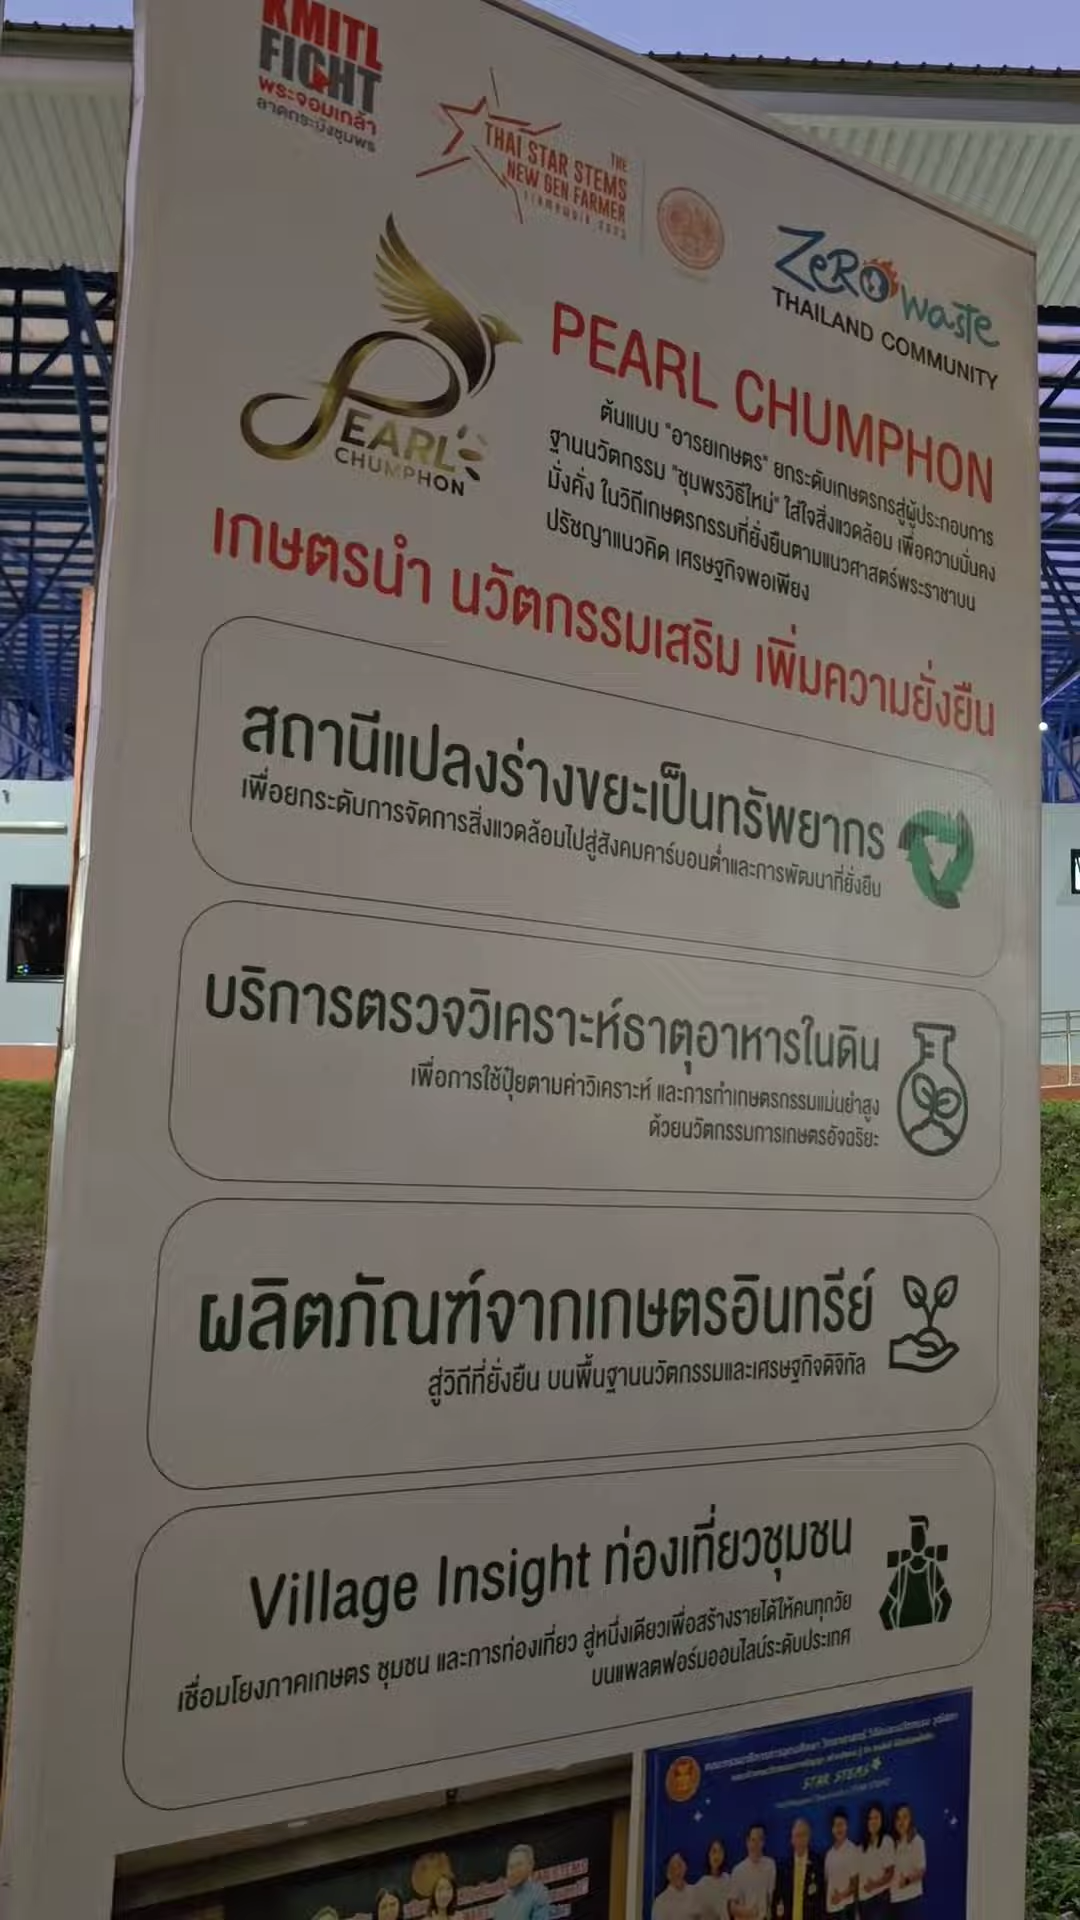 KMITL
FIGHT
พระจอมเกล้า
ลาดกระบังชุมพร
THE
THAI STAR STEMS
NEW GEN FARMER
ZeRO waste
THAILAND COMMUNITY
PEARL
CHUMPHON
PEARL CHUMPHON
ต้นแบบ "อารยเกษตร" ยกระดับเกษตรกรสู่ผู้ประกอบการ
ฐานนวัตกรรม "ชุมพรวิธีใหม่" ใส่ใจสิ่งแวดล้อม เพื่อความมั่นคง
มั่งคั่ง ในวิถีเกษตรกรรมที่ยั่งยืนตามแนวศาสตร์พระราชาบน
ปรัชญาแนวคิด เศรษฐกิจพอเพียง
เกษตรนำ นวัตกรรมเสริม เพิ่มความยั่งยืน
สถานีแปลงร่างขยะเป็นทรัพยากร
เพื่อยกระดับการจัดการสิ่งแวดล้อมไปสู่สังคมคาร์บอนต่ำและการพัฒนาที่ยั่งยืน
บริการตรวจวิเคราะห์ธาตุอาหารในดิน
เพื่อการใช้ปุ๋ยตามค่าวิเคราะห์ และการทำเกษตรกรรมแม่นยำสูง
ด้วยนวัตกรรมการเกษตรอัจฉริยะ
ผลิตภัณฑ์จากเกษตรอินทรีย์
สู่วิถีที่ยั่งยืน บนพื้นฐานนวัตกรรมและเศรษฐกิจดิจิทัล
Village Insight ท่องเที่ยวชุมชน
เชื่อมโยงภาคเกษตร ชุมชน และการท่องเที่ยว สู่หนึ่งเดียวเพื่อสร้างรายได้ให้คนทุกวัย
บนแพลตฟอร์มออนไลน์ระดับประเทศ
STAR STEMS